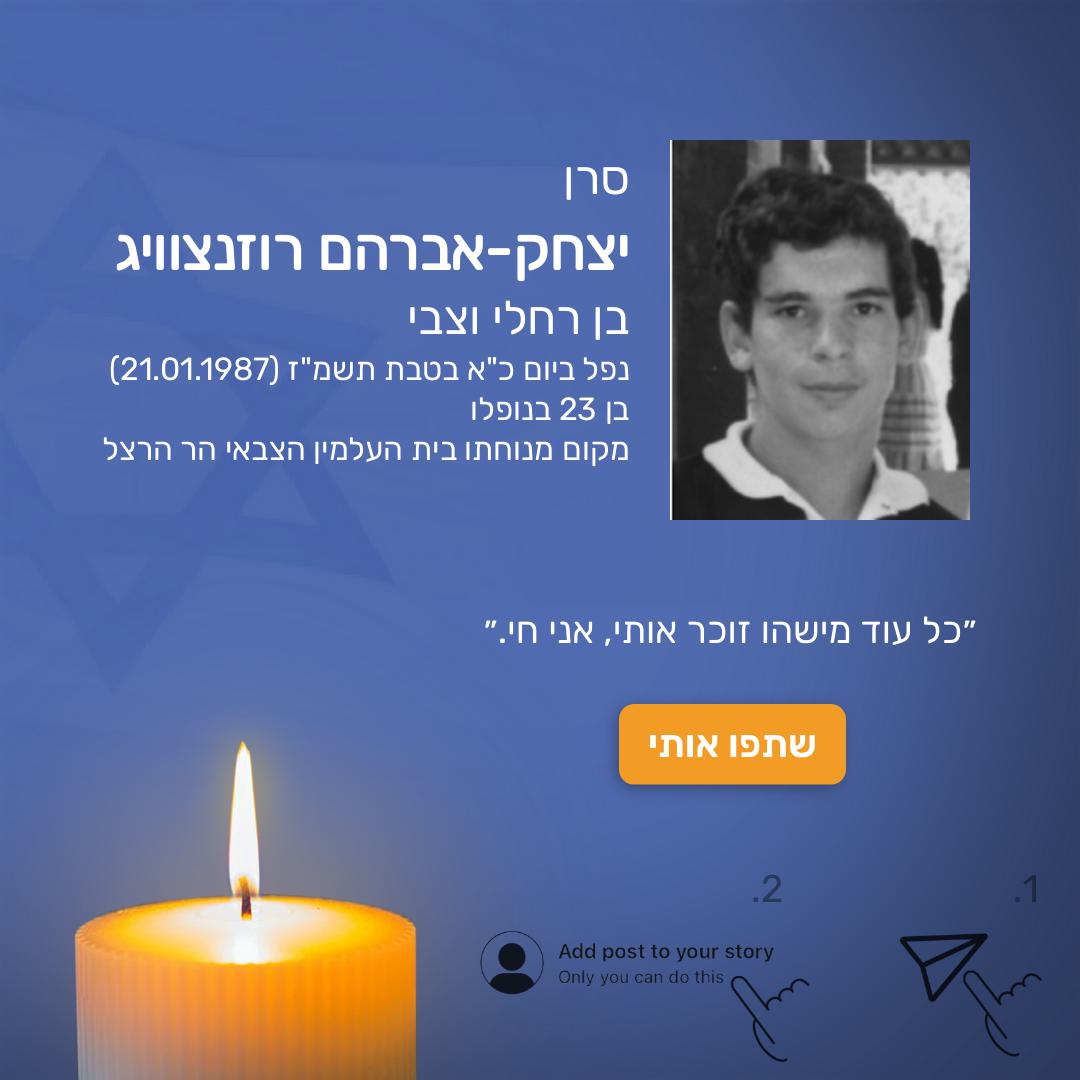 סרן
יצחק-אברהם רוזנצוויג
בן רחלי וצבי
נפל ביום כ"א בטבת תשמ"ז (21.01.1987)
בן 23 בנופלו
מקום מנוחתו בית העלמין הצבאי הר הרצל
״כל עוד מישהו זוכר אותי, אני חי.״
שתפו אותי
1.
2.
Add post to your story
Only you can do this